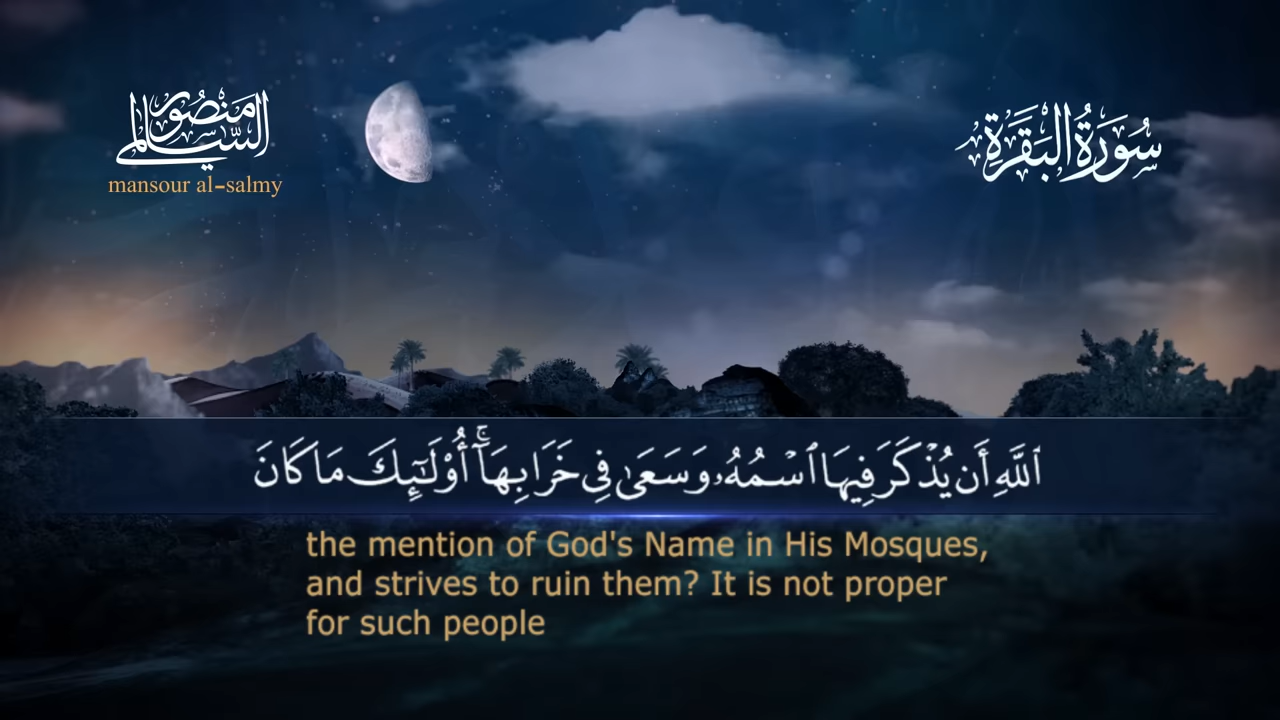 منصور السالمي
mansour al-salmy
سُورَةُ البَقَرَةِ
ٱللَّهِ أَن يُذْكَرَ فِيهَا ٱسْمُهُۥ وَسَعَىٰ فِى خَرَابِهَآ ۚ أُو۟لَـٰٓئِكَ مَا كَانَ
the mention of God's Name in His Mosques,
and strives to ruin them? It is not proper
for such people